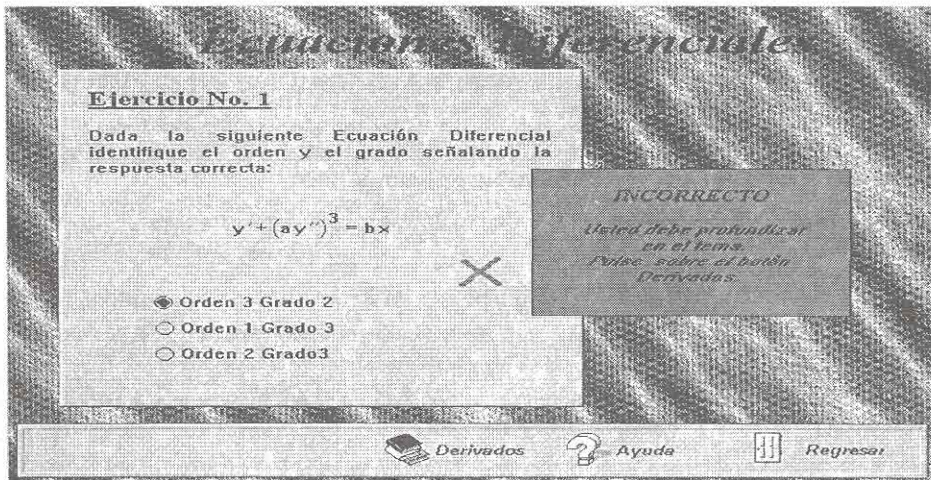 Ecuaciones Diferenciales
Ejercicio No. 1
Dada la siguiente Ecuación Diferencial
identifique el orden y el grado señalando la
respuesta correcta:
y′+(ay″)³=bx
INCORRECTO
Usted debe profundizar
en el tema.
Pulse sobre el botón
Derivados.
Orden 3 Grado 2
Orden 1 Grado 3
Orden 2 Grado3
Derivados
Ayuda
Regresar